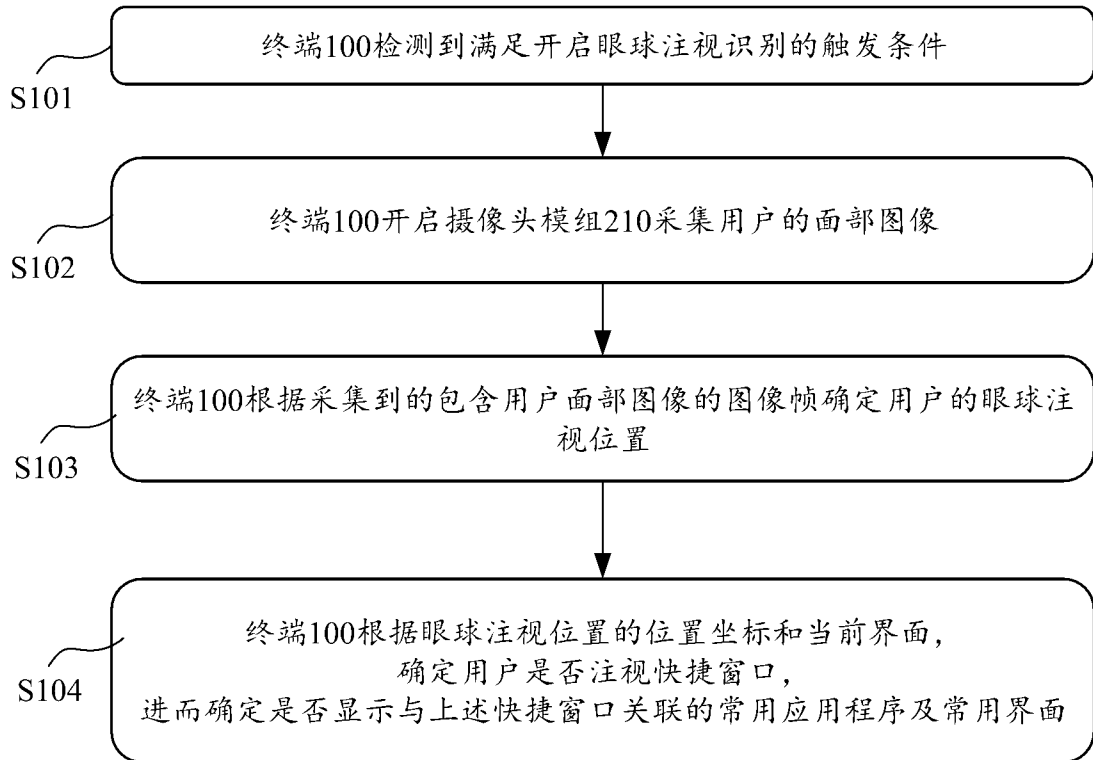 终端100检测到满足开启眼球注视识别的触发条件
S101
终端100开启摄像头模组210采集用户的面部图像
S102
终端100根据采集到的包含用户面部图像的图像帧确定用户的眼球注
视位置
S103
终端100根据眼球注视位置的位置坐标和当前界面,
确定用户是否注视快捷窗口,
进而确定是否显示与上述快捷窗口关联的常用应用程序及常用界面
S104